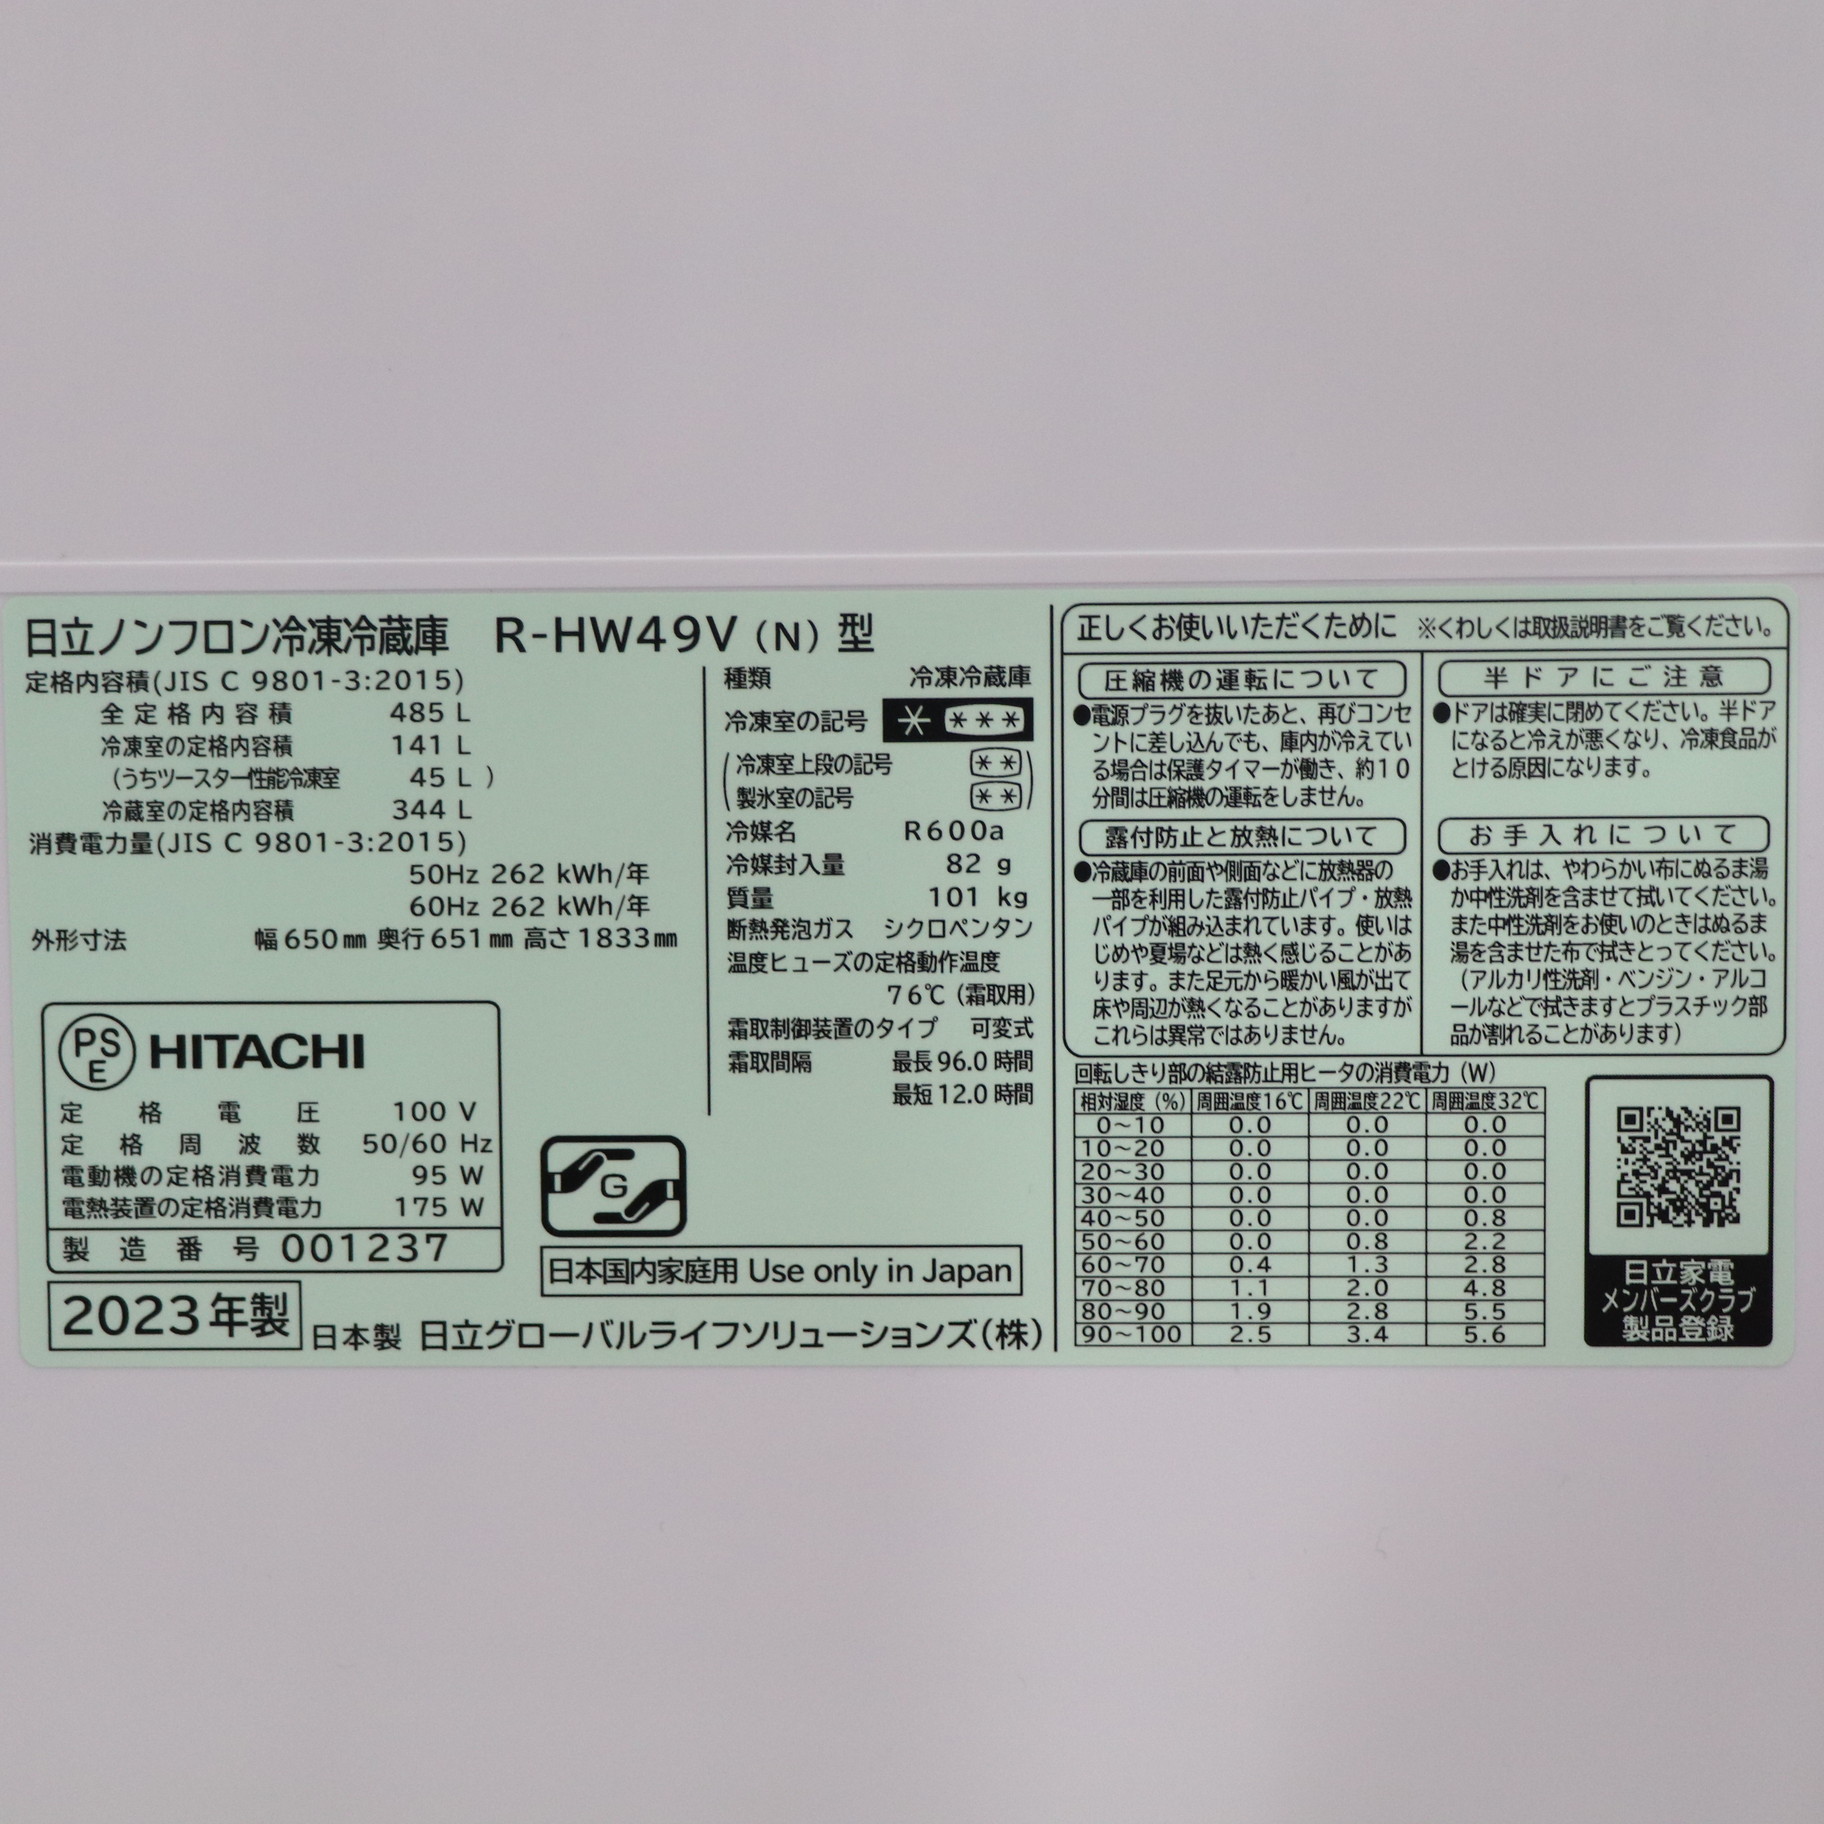 日立ノンフロン冷凍冷蔵庫 R-HW49V (N) 型
定格内容積(JIS C 9801-3:2015)
全定格内容積 485 L
冷凍室の定格内容積 141 L
(うちツースター性能冷凍室 45 L )
冷蔵室の定格内容積 344 L
消費電力量(JIS C 9801-3:2015)
50Hz 262 kWh/年
60Hz 262 kWh/年
外形寸法 幅650㎜ 奥行651㎜ 高さ1833㎜
PS
E
HITACHI
定格電圧 100 V
定格周波数 50/60 Hz
電動機の定格消費電力 95 W
電熱装置の定格消費電力 175 W
製造番号 001237
2023年製
日本製 日立グローバルライフソリューションズ(株)
種類 冷凍冷蔵庫
冷凍室の記号 * ***
(冷凍室上段の記号 **)
(製氷室の記号 **)
冷媒名 R600a
冷媒封入量 82 g
質量 101 kg
断熱発泡ガス シクロペンタン
温度ヒューズの定格動作温度
76℃(霜取用)
霜取制御装置のタイプ 可変式
霜取間隔 最長96.0時間
最短12.0時間
G
日本国内家庭用 Use only in Japan
正しくお使いいただくために ※くわしくは取扱説明書をご覧ください。
圧縮機の運転について
●電源プラグを抜いたあと、再びコンセ
ントに差し込んでも、庫内が冷えてい
る場合は保護タイマーが働き、約10
分間は圧縮機の運転をしません。
露付防止と放熱について
●冷蔵庫の前面や側面などに放熱器の
一部を利用した露付防止パイプ・放熱
パイプが組み込まれています。使いは
じめや夏場などは熱く感じることがあ
ります。また足元から暖かい風が出て
床や周辺が熱くなることがありますが
これらは異常ではありません。
半ドアにご注意
●ドアは確実に閉めてください。半ドア
になると冷えが悪くなり、冷凍食品が
とける原因になります。
お手入れについて
●お手入れは、やわらかい布にぬるま湯
か中性洗剤を含ませて拭いてください。
また中性洗剤をお使いのときはぬるま
湯を含ませた布で拭きとってください。
(アルカリ性洗剤・ベンジン・アルコ
ールなどで拭きますとプラスチック部
品が割れることがあります)
回転しきり部の結露防止用ヒータの消費電力(W)
相対湿度(%) 周囲温度16℃ 周囲温度22℃ 周囲温度32℃
0~10 0.0 0.0 0.0
10~20 0.0 0.0 0.0
20~30 0.0 0.0 0.0
30~40 0.0 0.0 0.0
40~50 0.0 0.0 0.8
50~60 0.0 0.8 2.2
60~70 0.4 1.3 2.8
70~80 1.1 2.0 4.8
80~90 1.9 2.8 5.5
90~100 2.5 3.4 5.6
日立家電
メンバーズクラブ
製品登録